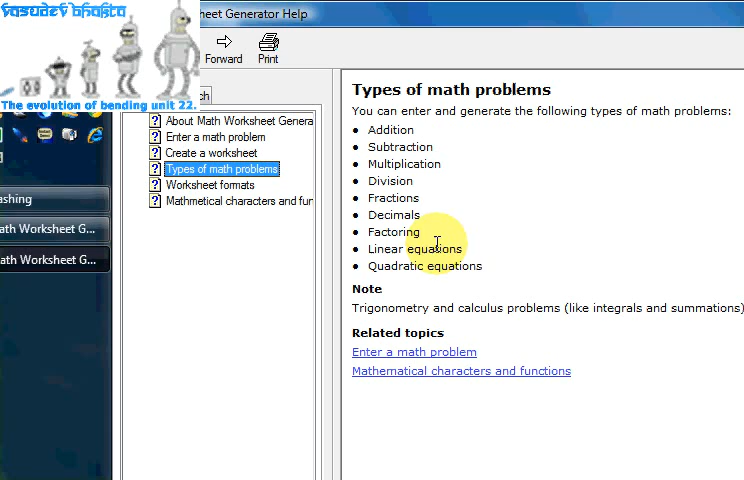 vasudev bhakta
The evolution of bending unit 22.
sheet Generator Help
Forward
Print
ch
About Math Worksheet Genera
Enter a math problem
Create a worksheet
Types of math problems
Worksheet formats
Mathmetical characters and fur
ashing
ath Worksheet G...
ath Worksheet G...
Types of math problems
You can enter and generate the following types of math problems:
• Addition
• Subtraction
• Multiplication
• Division
• Fractions
• Decimals
• Factoring
• Linear equations
• Quadratic equations
Note
Trigonometry and calculus problems (like integrals and summations)
Related topics
Enter a math problem
Mathematical characters and functions